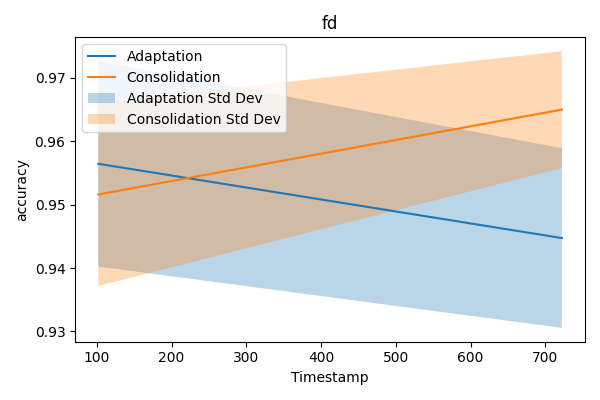 fd
Adaptation
Consolidation
Adaptation Std Dev
Consolidation Std Dev
accuracy
0.97
0.96
0.95
0.94
0.93
100 200 300 400 500 600 700
Timestamp